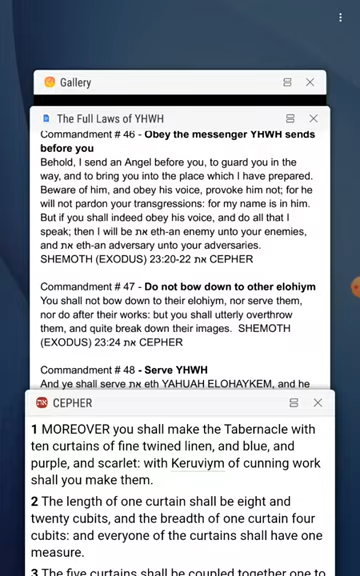 Gallery
The Full Laws of YHWH
Commandment # 46 - Obey the messenger YHWH sends
before you
Behold, I send an Angel before you, to guard you in the
way, and to bring you into the place which I have prepared.
Beware of him, and obey his voice, provoke him not; for he
will not pardon your transgressions: for my name is in him.
But if you shall indeed obey his voice, and do all that I
speak; then I will be את eth-an enemy unto your enemies,
and את eth-an adversary unto your adversaries.
SHEMOTH (EXODUS) 23:20-22 את CEPHER
Commandment # 47 - Do not bow down to other elohiym
You shall not bow down to their elohiym, nor serve them,
nor do after their works: but you shall utterly overthrow
them, and quite break down their images. SHEMOTH
(EXODUS) 23:24 את CEPHER
Commandment # 48 - Serve YHWH
And ye shall serve את eth YAHUAH ELOHAYKEM, and he
את CEPHER
1 MOREOVER you shall make the Tabernacle with
ten curtains of fine twined linen, and blue, and
purple, and scarlet: with Keruviym of cunning work
shall you make them.
2 The length of one curtain shall be eight and
twenty cubits, and the breadth of one curtain four
cubits: and everyone of the curtains shall have one
measure.
3 The five curtains shall be coupled together one to